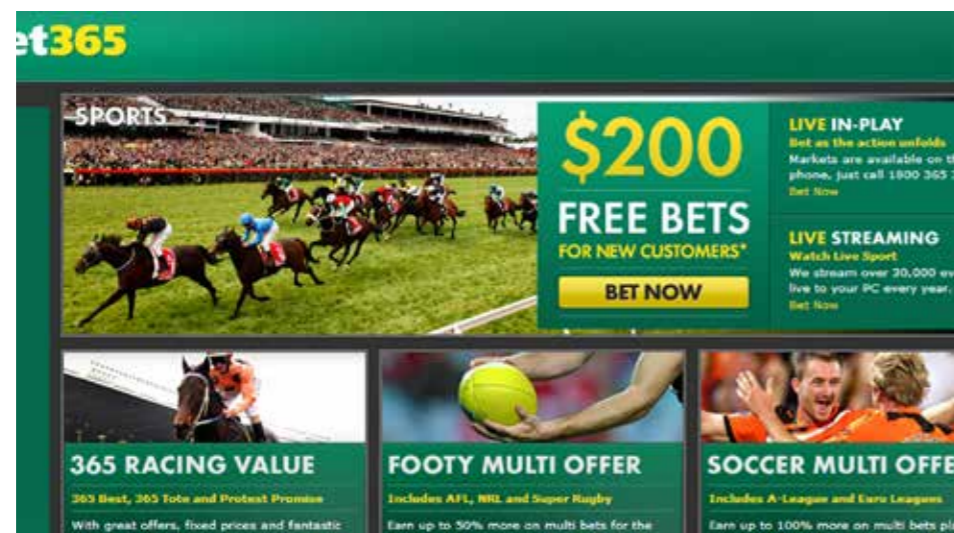 et365
SPORTS
$200
FREE BETS
FOR NEW CUSTOMERS*
BET NOW
LIVE IN-PLAY
Bet as the action unfolds
Markets are available on th
phone, just call 1800 365
Bet Now
LIVE STREAMING
Watch Live Sport
We stream over 30,000 ev
live to your PC every year.
Bet Now
365 RACING VALUE
365 Best, 365 Tote and Protest Promise
With great offers, fixed prices and fantastic
FOOTY MULTI OFFER
Includes AFL, NRL and Super Rugby
Earn up to 50% more on multi bets for the
SOCCER MULTI OFFE
Includes A-League and Euro Leagues
Earn up to 100% more on multi bets pla